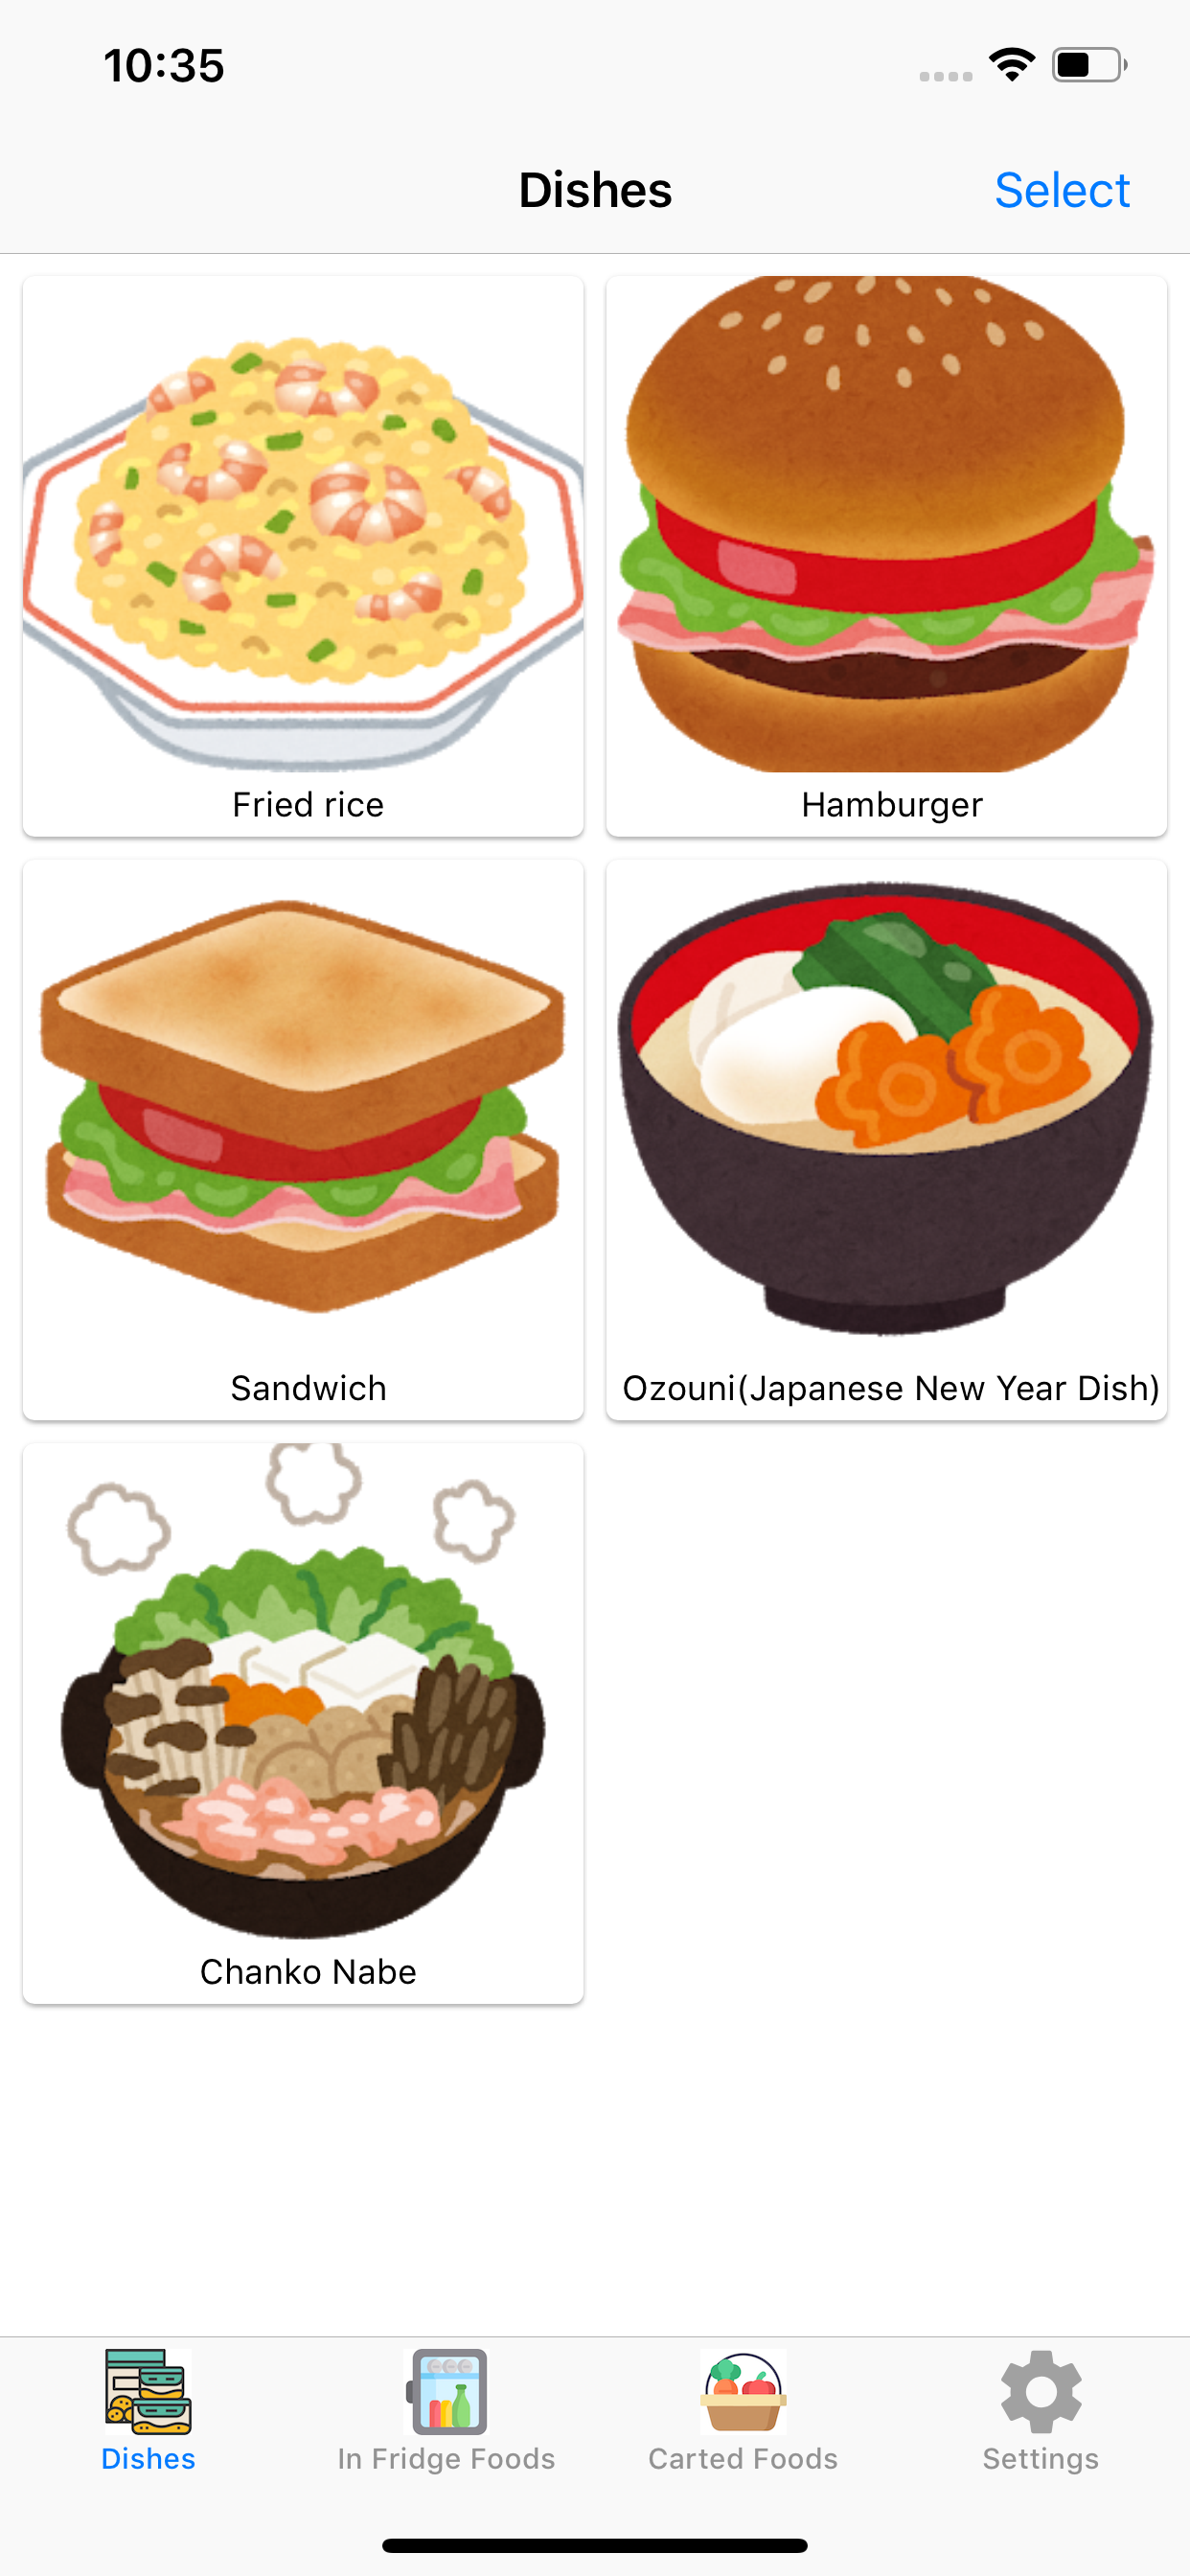 10:35
Dishes
Select
Fried rice
Hamburger
Sandwich
Ozouni(Japanese New Year Dish)
Chanko Nabe
Dishes
In Fridge Foods
Carted Foods
Settings